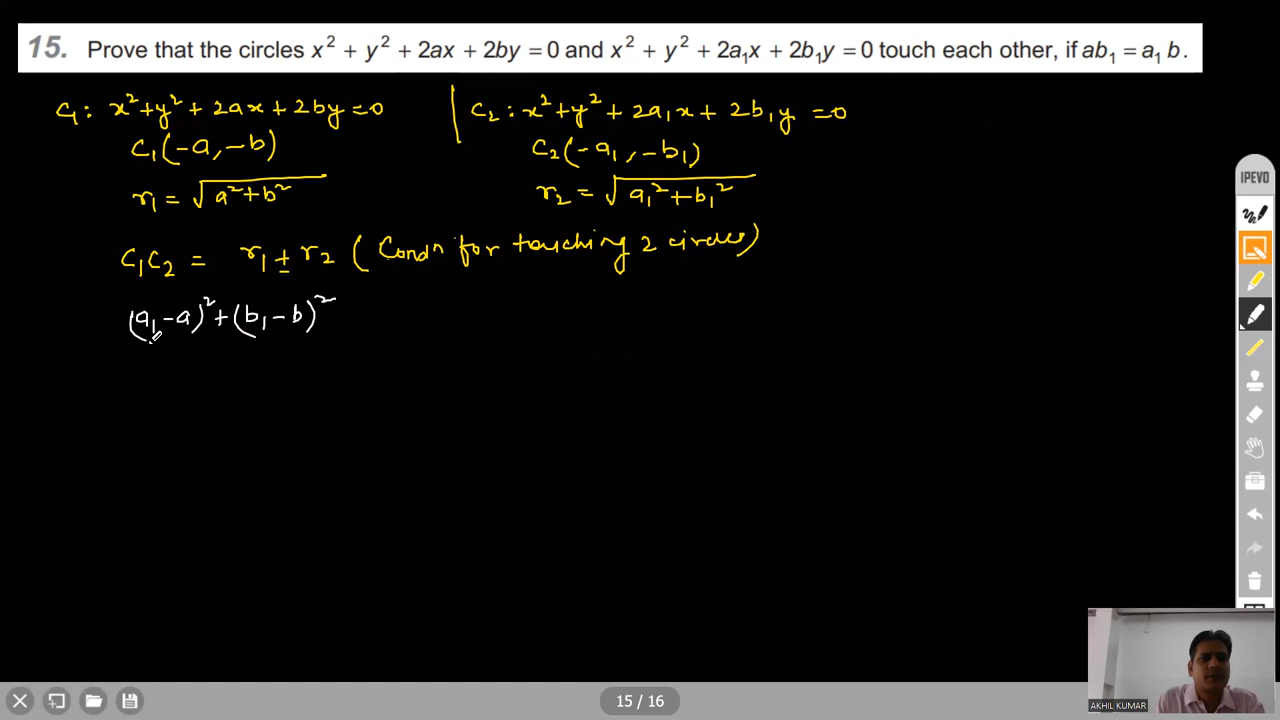 15. Prove that the circles x² + y² + 2ax + 2by = 0 and x² + y² + 2a₁x + 2b₁y = 0 touch each other, if ab₁ = a₁ b.
C₁: x²+y²+2ax+2by=0
C₂: x²+y²+2a₁x+2b₁y=0
C₁(-a, -b)
C₂(-a₁, -b₁)
r₁ = √a²+b²
r₂ = √a₁²+b₁²
C₁C₂ = r₁ ± r₂ (Condn for touching 2 circles)
(a₁-a)²+(b₁-b)²
IPEVO
15 / 16
AKHIL KUMAR